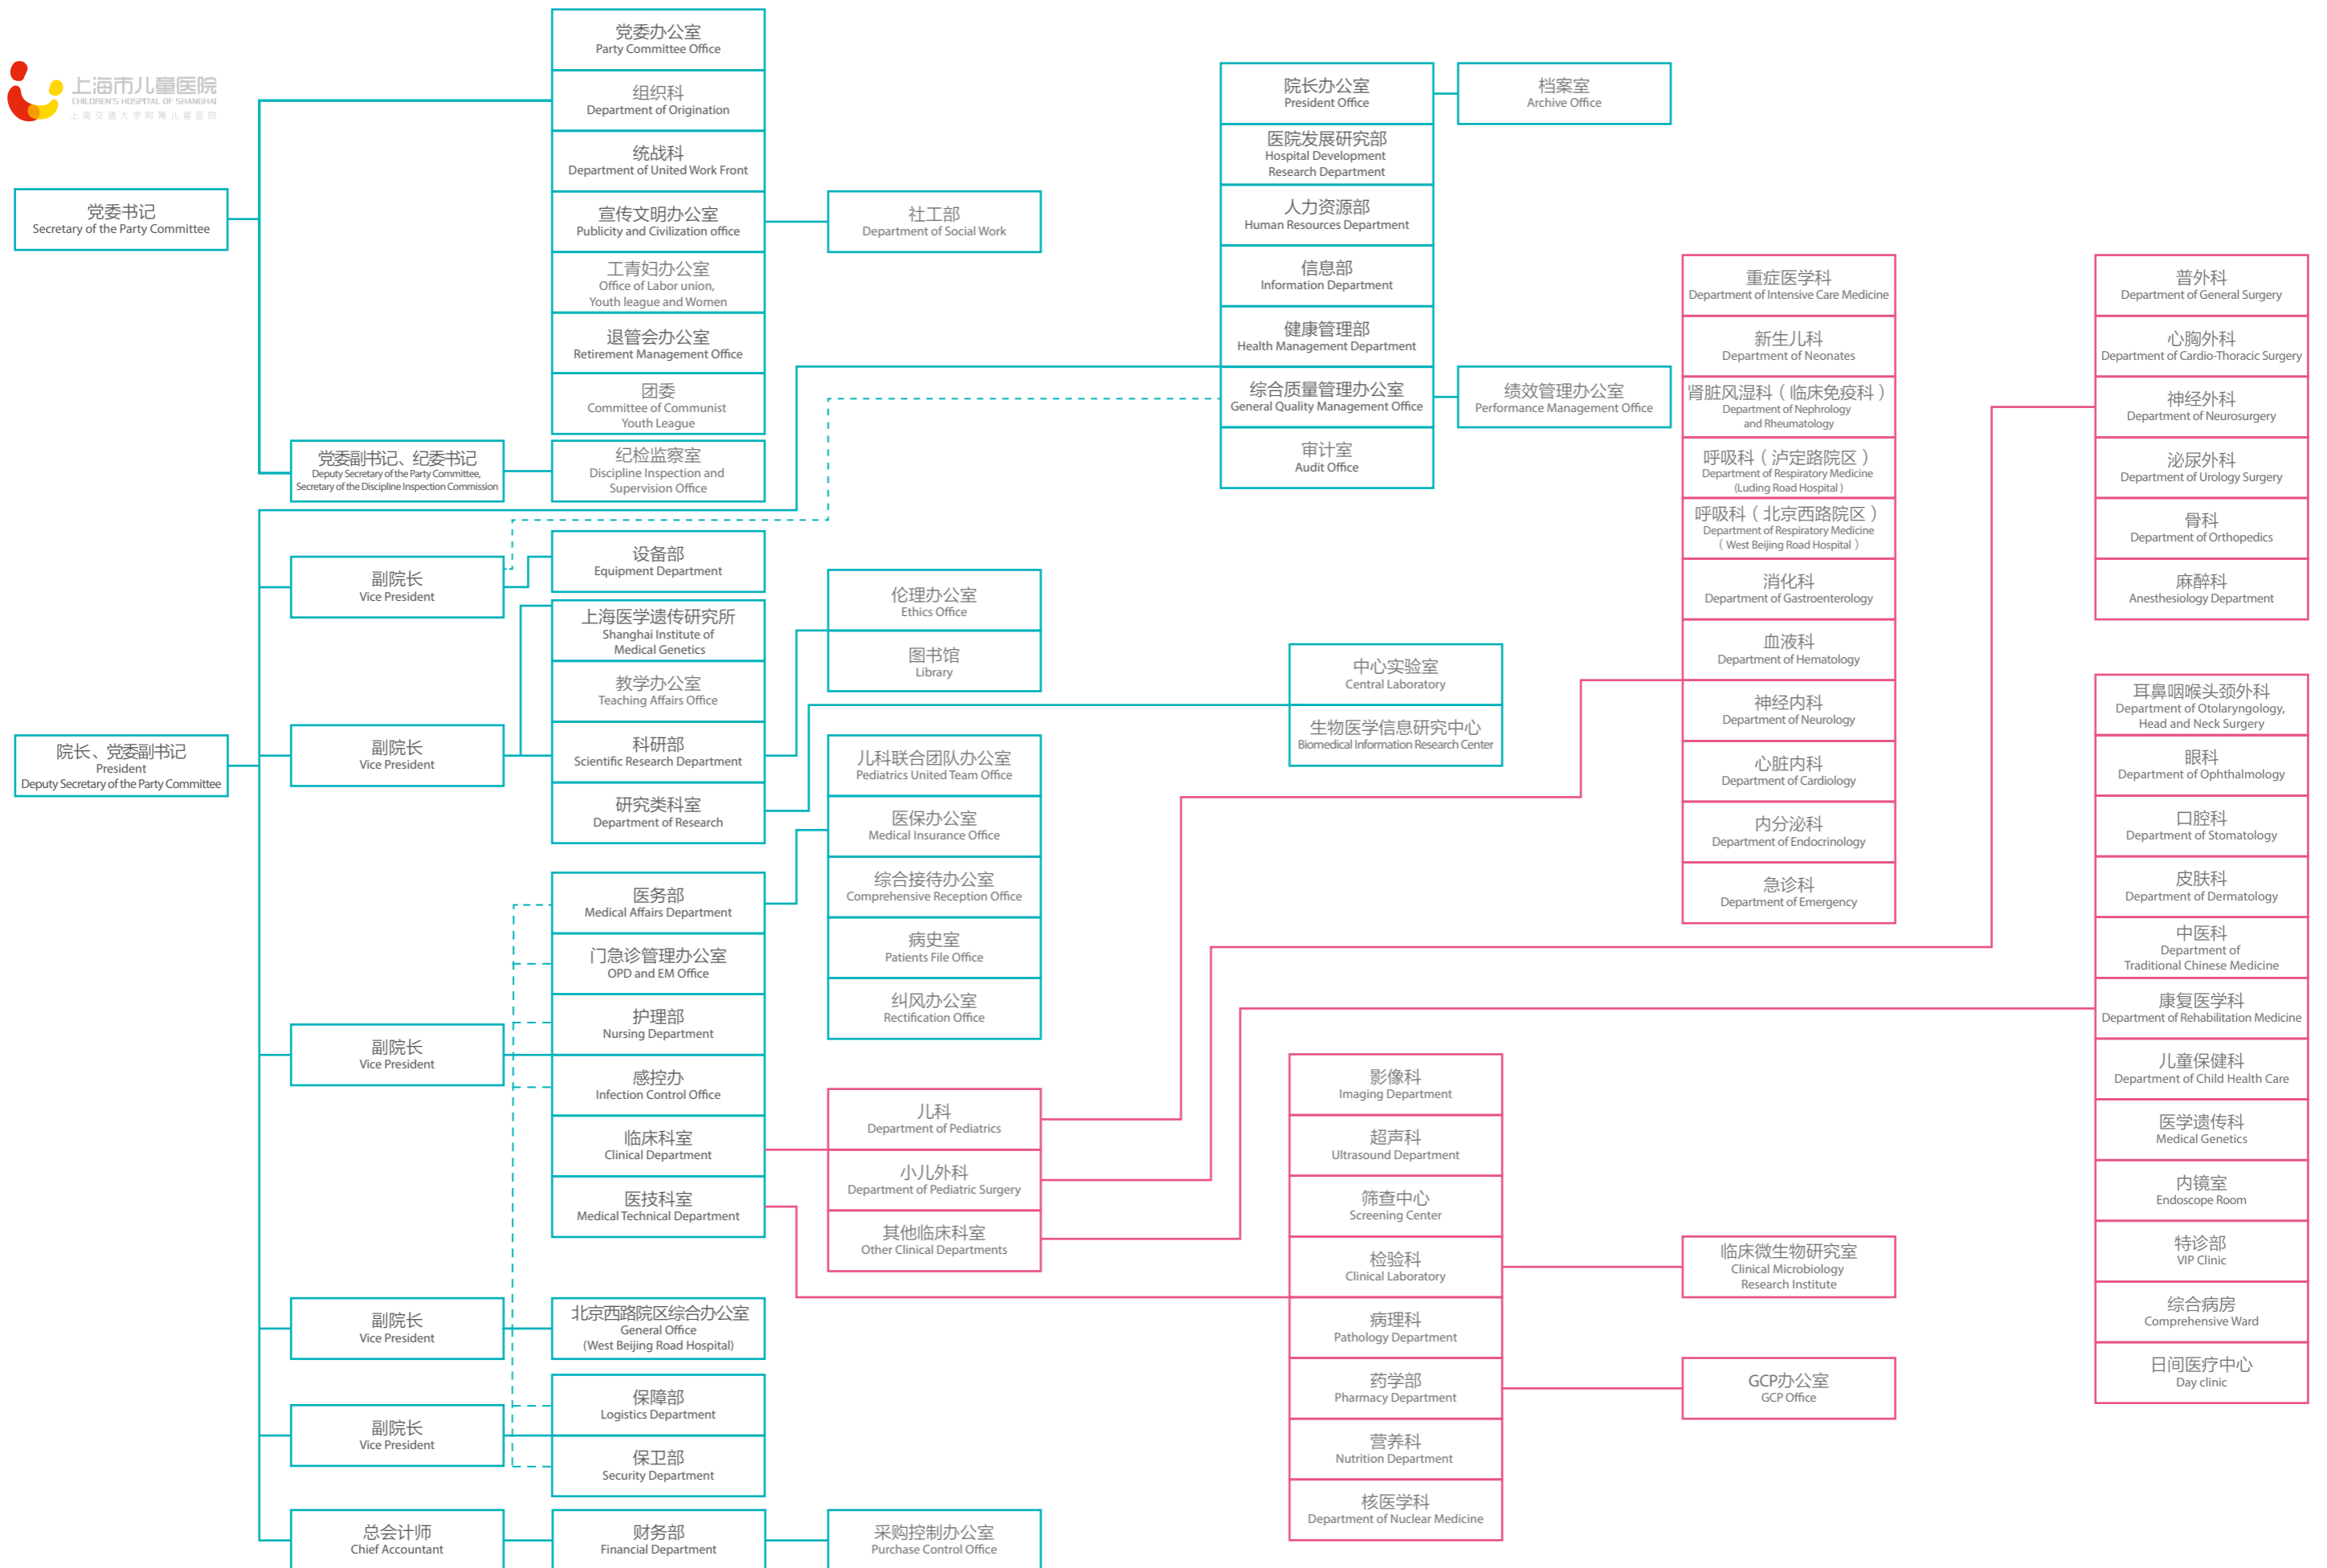 上海市儿童医院
CHILDREN'S HOSPITAL OF SHANGHAI
上海交通大学附属儿童医院
党委书记
Secretary of the Party Committee
党委办公室
Party Committee Office
组织科
Department of Origination
统战科
Department of United Work Front
宣传文明办公室
Publicity and Civilization office
工青妇办公室
Office of Labor union,
Youth league and Women
退管会办公室
Retirement Management Office
团委
Committee of Communist
Youth League
社工部
Department of Social Work
党委副书记、纪委书记
Deputy Secretary of the Party Committee,
Secretary of the Discipline Inspection Commission
纪检监察室
Discipline Inspection and
Supervision Office
院长、党委副书记
President
Deputy Secretary of the Party Committee
院长办公室
President Office
医院发展研究部
Hospital Development
Research Department
人力资源部
Human Resources Department
信息部
Information Department
健康管理部
Health Management Department
综合质量管理办公室
General Quality Management Office
审计室
Audit Office
档案室
Archive Office
绩效管理办公室
Performance Management Office
副院长
Vice President
设备部
Equipment Department
副院长
Vice President
上海医学遗传研究所
Shanghai Institute of
Medical Genetics
教学办公室
Teaching Affairs Office
科研部
Scientific Research Department
研究类科室
Department of Research
伦理办公室
Ethics Office
图书馆
Library
中心实验室
Central Laboratory
生物医学信息研究中心
Biomedical Information Research Center
副院长
Vice President
医务部
Medical Affairs Department
门急诊管理办公室
OPD and EM Office
护理部
Nursing Department
感控办
Infection Control Office
临床科室
Clinical Department
医技科室
Medical Technical Department
儿科联合团队办公室
Pediatrics United Team Office
医保办公室
Medical Insurance Office
综合接待办公室
Comprehensive Reception Office
病史室
Patients File Office
纠风办公室
Rectification Office
儿科
Department of Pediatrics
小儿外科
Department of Pediatric Surgery
其他临床科室
Other Clinical Departments
影像科
Imaging Department
超声科
Ultrasound Department
筛查中心
Screening Center
检验科
Clinical Laboratory
病理科
Pathology Department
药学部
Pharmacy Department
营养科
Nutrition Department
核医学科
Department of Nuclear Medicine
临床微生物研究室
Clinical Microbiology
Research Institute
GCP办公室
GCP Office
重症医学科
Department of Intensive Care Medicine
新生儿科
Department of Neonates
肾脏风湿科（临床免疫科）
Department of Nephrology
and Rheumatology
呼吸科（泸定路院区）
Department of Respiratory Medicine
(Luding Road Hospital )
呼吸科（北京西路院区）
Department of Respiratory Medicine
（ West Beijing Road Hospital ）
消化科
Department of Gastroenterology
血液科
Department of Hematology
神经内科
Department of Neurology
心脏内科
Department of Cardiology
内分泌科
Department of Endocrinology
急诊科
Department of Emergency
普外科
Department of General Surgery
心胸外科
Department of Cardio-Thoracic Surgery
神经外科
Department of Neurosurgery
泌尿外科
Department of Urology Surgery
骨科
Department of Orthopedics
麻醉科
Anesthesiology Department
耳鼻咽喉头颈外科
Department of Otolaryngology,
Head and Neck Surgery
眼科
Department of Ophthalmology
口腔科
Department of Stomatology
皮肤科
Department of Dermatology
中医科
Department of
Traditional Chinese Medicine
康复医学科
Department of Rehabilitation Medicine
儿童保健科
Department of Child Health Care
医学遗传科
Medical Genetics
内镜室
Endoscope Room
特诊部
VIP Clinic
综合病房
Comprehensive Ward
日间医疗中心
Day clinic
副院长
Vice President
北京西路院区综合办公室
General Office
(West Beijing Road Hospital)
副院长
Vice President
保障部
Logistics Department
保卫部
Security Department
总会计师
Chief Accountant
财务部
Financial Department
采购控制办公室
Purchase Control Office